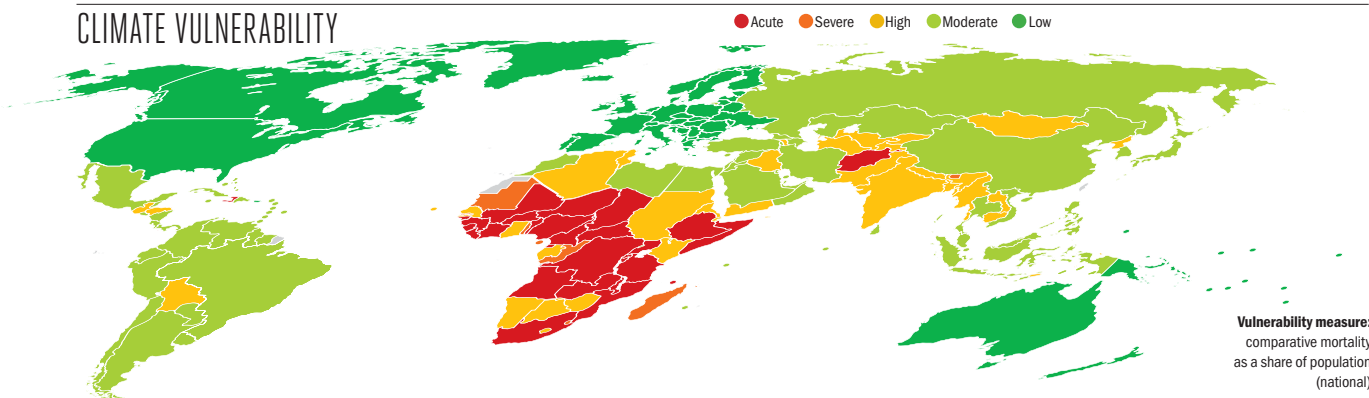 CLIMATE VULNERABILITY
Acute Severe High Moderate Low
Vulnerability measure:
comparative mortality
as a share of population
(national)